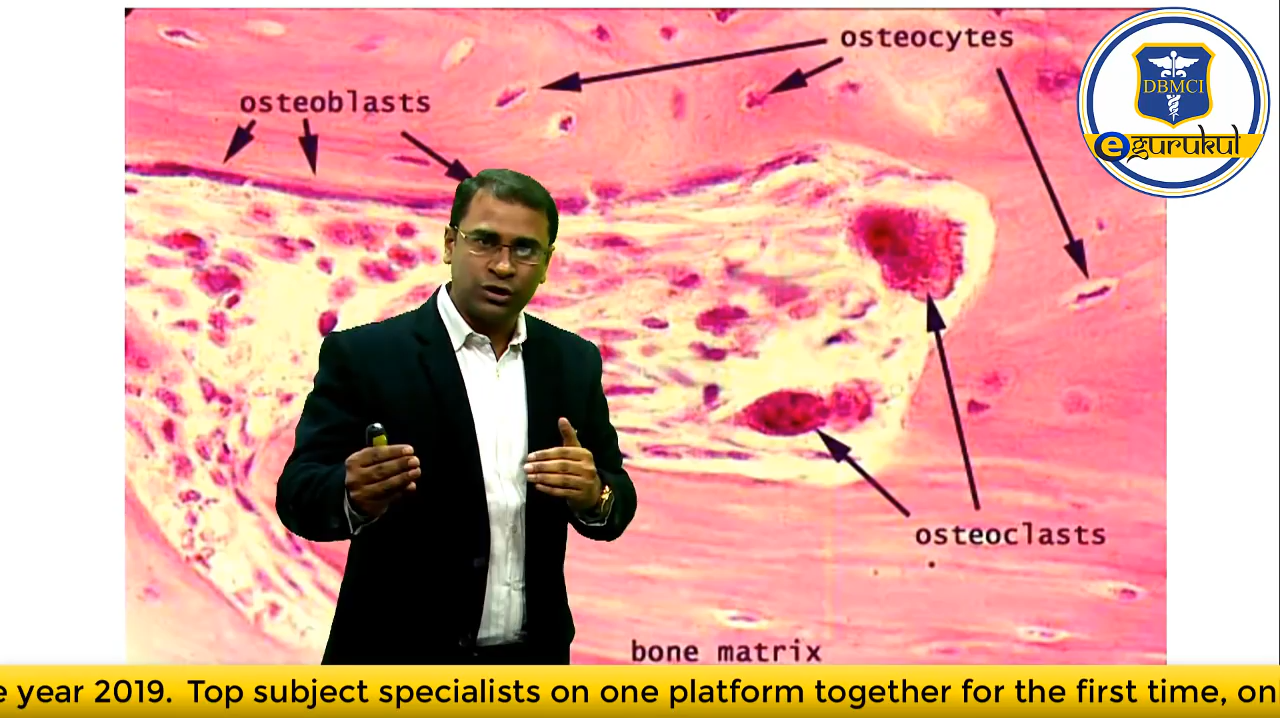 osteocytes
osteoblasts
DBMCI
egurukul
osteoclasts
bone matrix
year 2019. Top subject specialists on one platform together for the first time, on